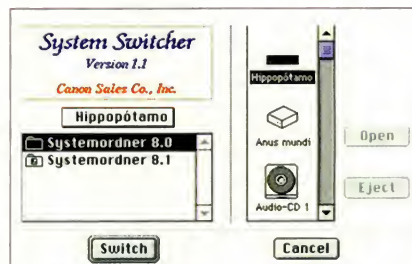 System Switcher
Version 1.1
Canon Sales Co., Inc.
Hippopótamo
Systemordner 8.0
Systemordner 8.1
Switch
Hippopótamo
Anus mundi
Audio-CD 1
Open
Eject
Cancel